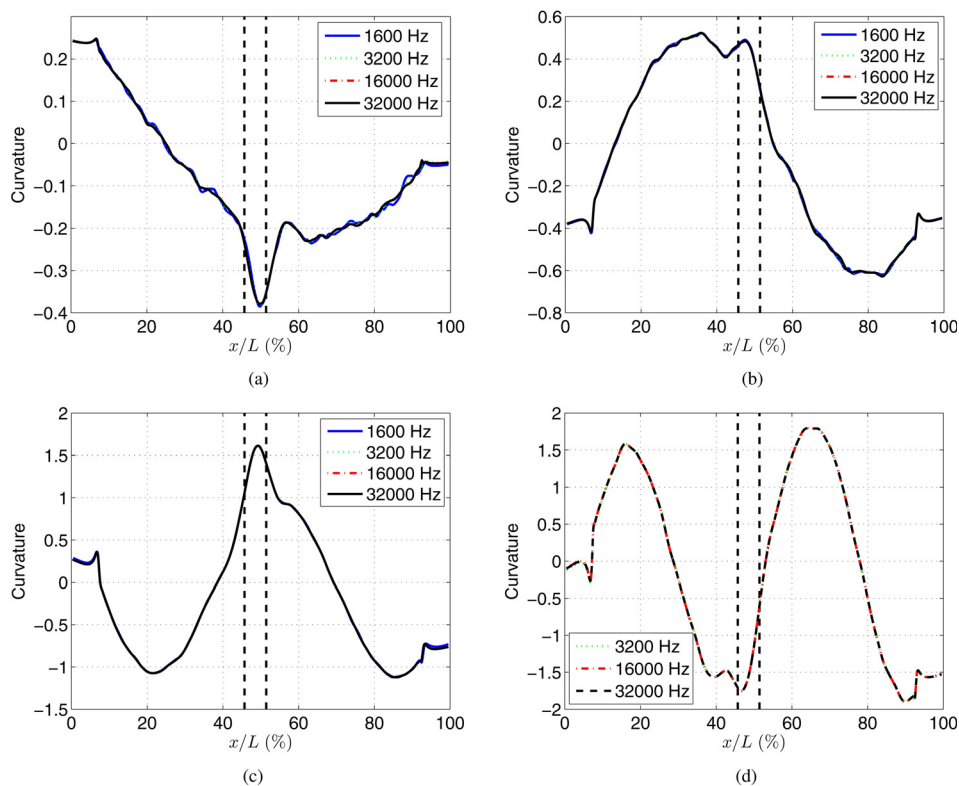 0.2
0.1
0
−0.1
−0.2
−0.3
−0.4
Curvature
0 20 40 60 80 100
x/L (%)
1600 Hz
3200 Hz
16000 Hz
32000 Hz
(a)
0.6
0.4
0.2
0
−0.2
−0.4
−0.6
−0.8
Curvature
0 20 40 60 80 100
x/L (%)
1600 Hz
3200 Hz
16000 Hz
32000 Hz
(b)
2
1.5
1
0.5
0
−0.5
−1
−1.5
Curvature
0 20 40 60 80 100
x/L (%)
1600 Hz
3200 Hz
16000 Hz
32000 Hz
(c)
2
1.5
1
0.5
0
−0.5
−1
−1.5
−2
Curvature
0 20 40 60 80 100
x/L (%)
3200 Hz
16000 Hz
32000 Hz
(d)